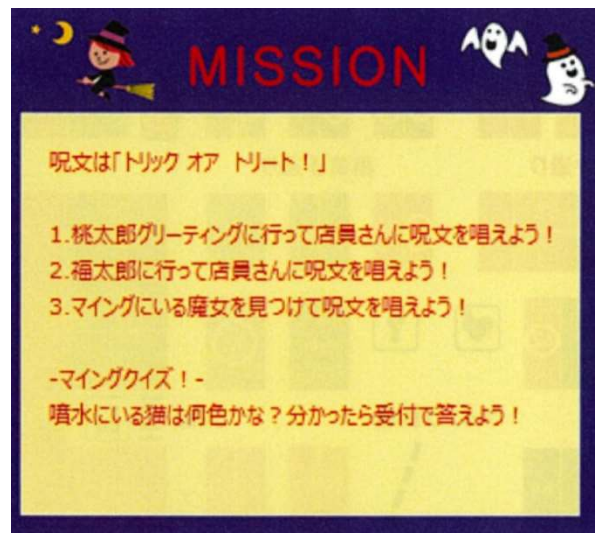 MISSION
呪文は「トリック オア トリート！」
1.桃太郎グリーティングに行って店員さんに呪文を唱えよう！
2.福太郎に行って店員さんに呪文を唱えよう！
3.マイングにいる魔女を見つけて呪文を唱えよう！
-マイングクイズ！-
噴水にいる猫は何色かな？分かったら受付で答えよう！